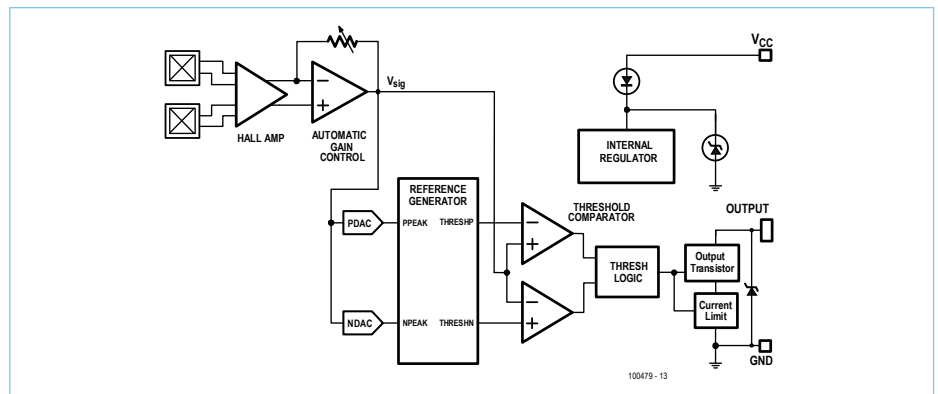 V_CC
V_sig
HALL AMP
AUTOMATIC
GAIN
CONTROL
INTERNAL
REGULATOR
REFERENCE
GENERATOR
THRESHOLD
COMPARATOR
OUTPUT
PDAC
PPEAK
THRESHP
−
+
−
+
THRESH
LOGIC
Output
Transistor
Current
Limit
−
+
NDAC
NPEAK
THRESHN
GND
100479 - 13